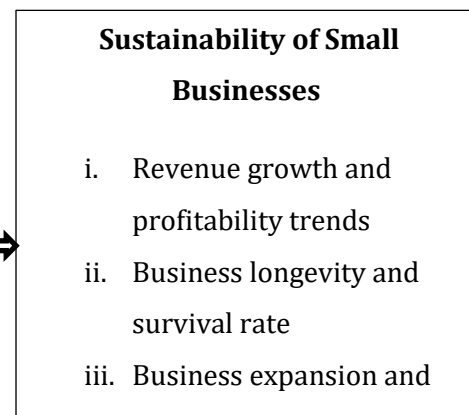 Sustainability of Small
Businesses
i. Revenue growth and
profitability trends
ii. Business longevity and
survival rate
iii. Business expansion and